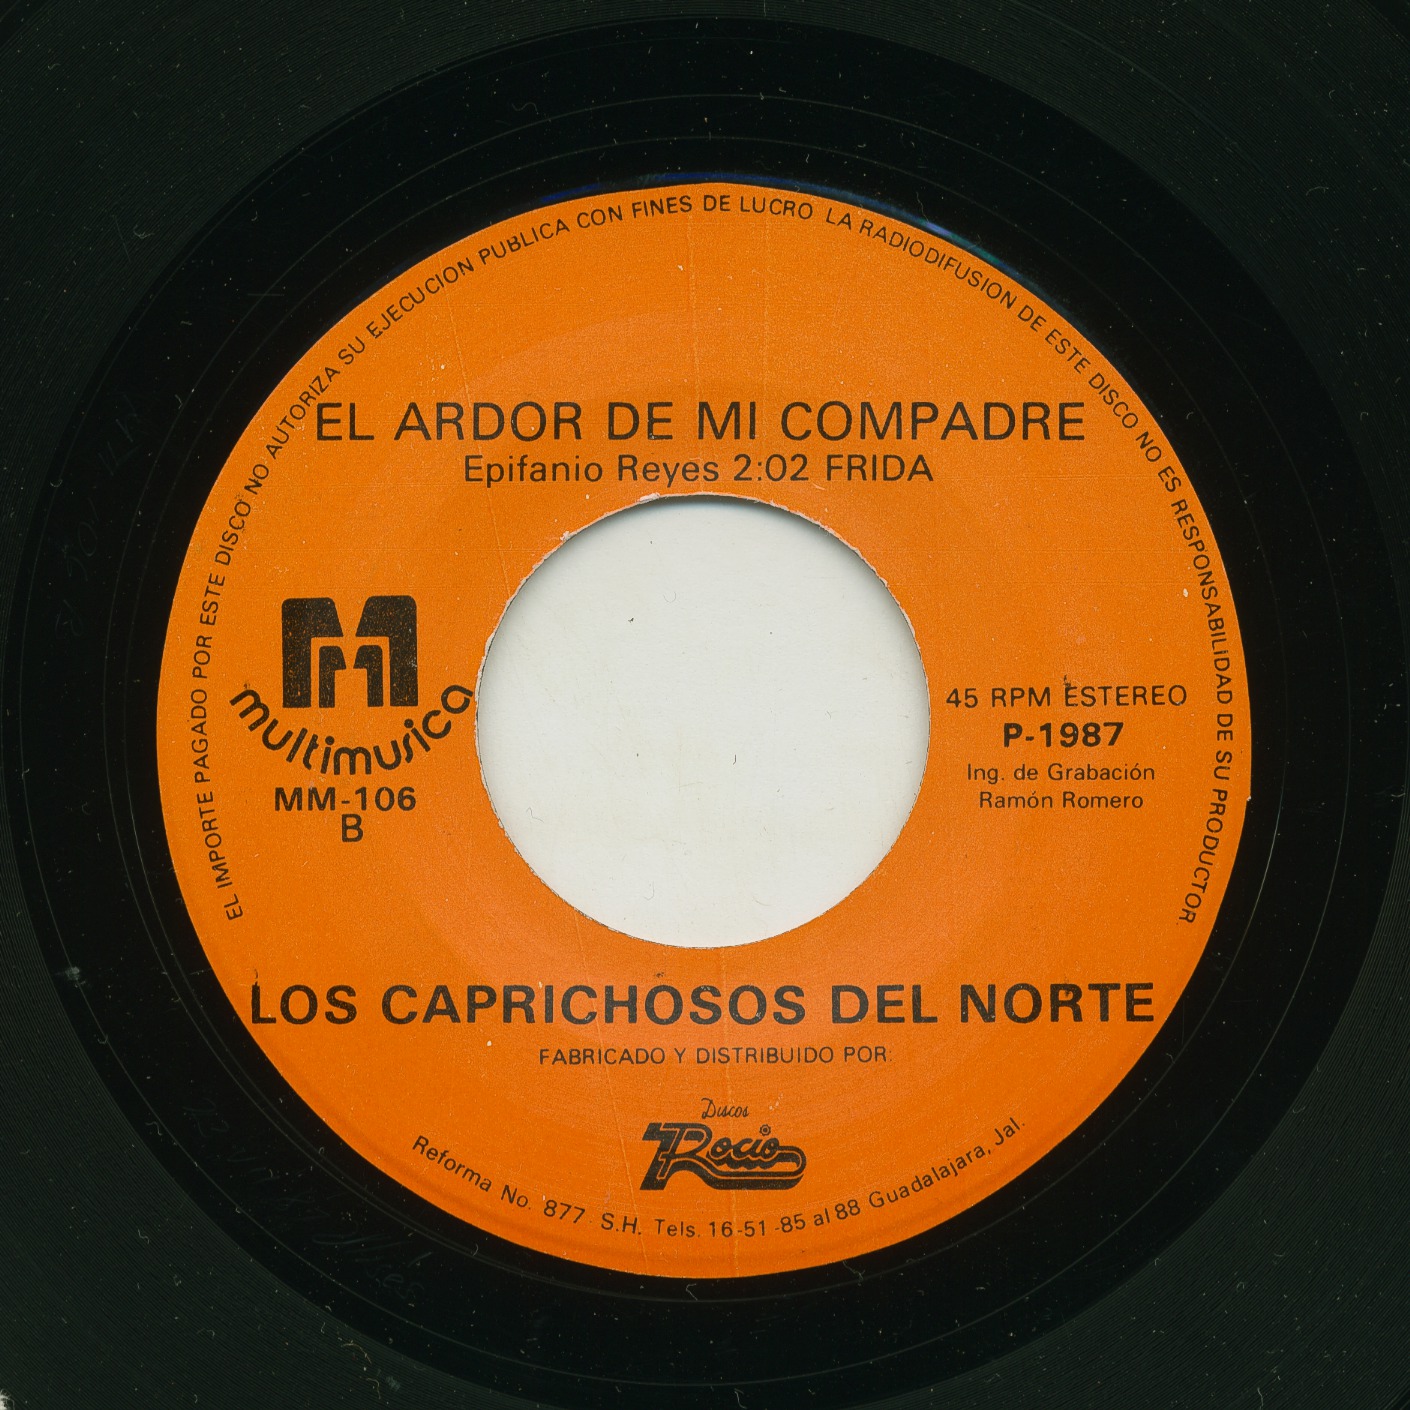 EL IMPORTE PAGADO POR ESTE DISCO NO AUTORIZA SU EJECUCION PUBLICA CON FINES DE LUCRO LA RADIODIFUSION DE ESTE DISCO NO ES RESPONSABILIDAD DE SU PRODUCTOR.
EL ARDOR DE MI COMPADRE
Epifanio Reyes 2:02 FRIDA
multimusica
MM-106
B
45 RPM ESTEREO
P-1987
Ing. de Grabación
Ramón Romero
LOS CAPRICHOSOS DEL NORTE
FABRICADO Y DISTRIBUIDO POR:
Discos
Rocio
Reforma No. 877 S.H. Tels. 16-51-85 al 88 Guadalajara, Jal.